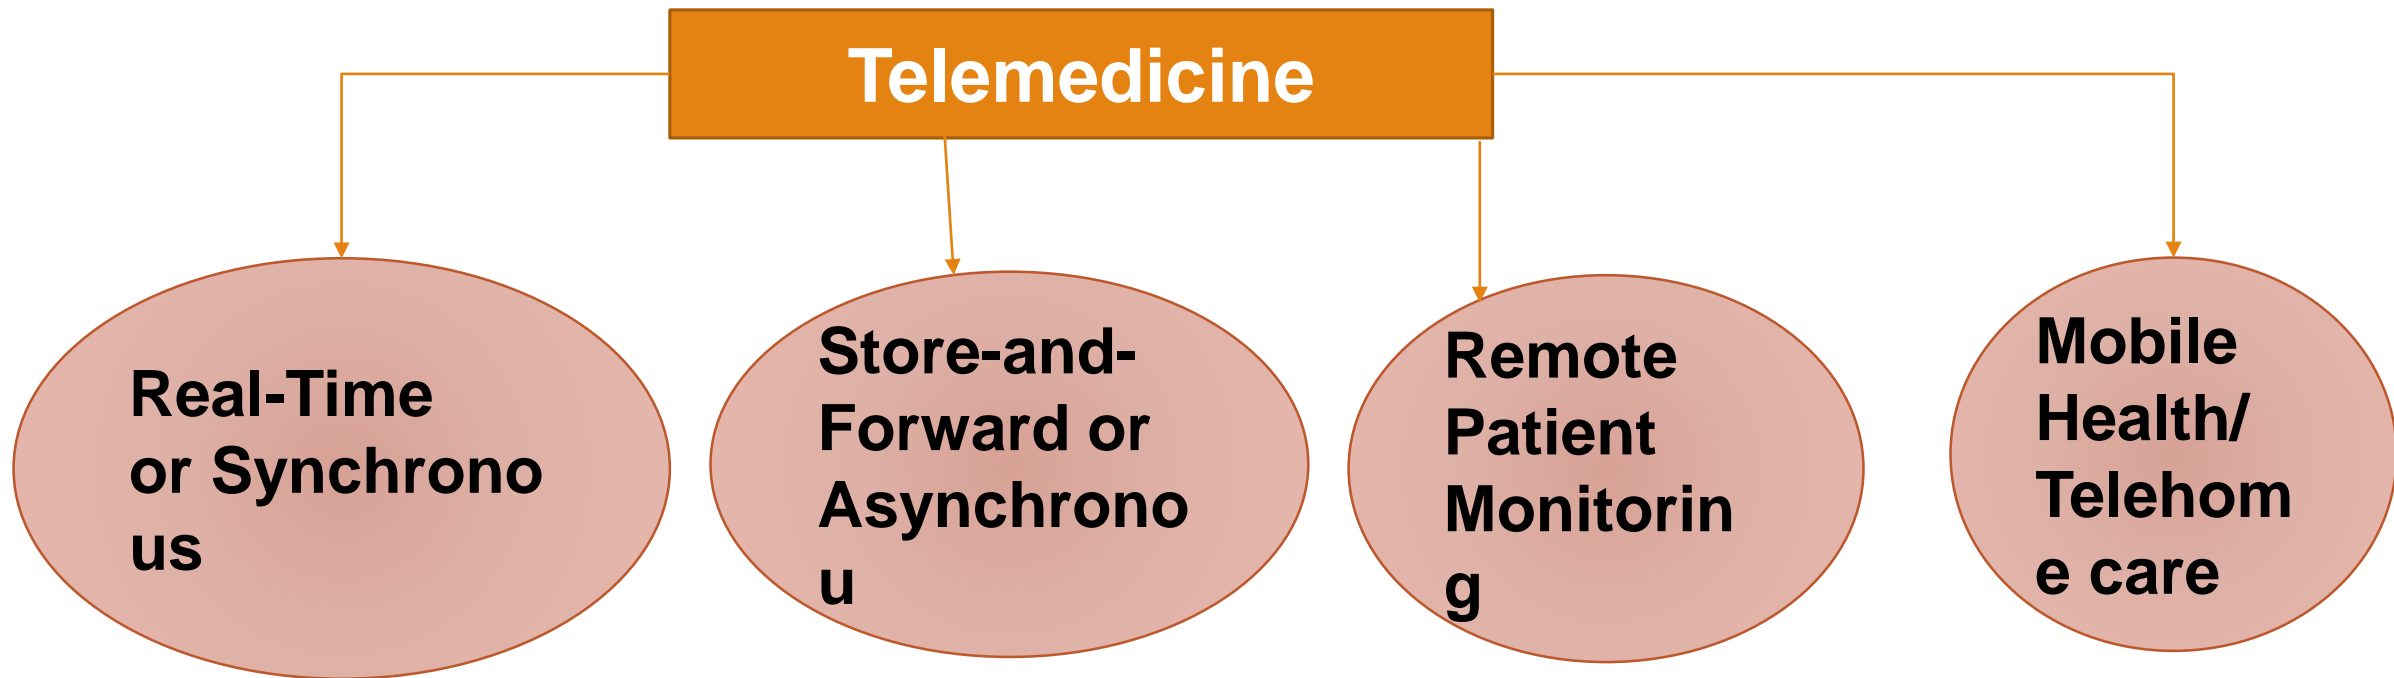 Telemedicine
Real-Time
or Synchrono
us
Store-and-
Forward or
Asynchrono
u
Remote
Patient
Monitorin
g
Mobile
Health/
Telehom
e care